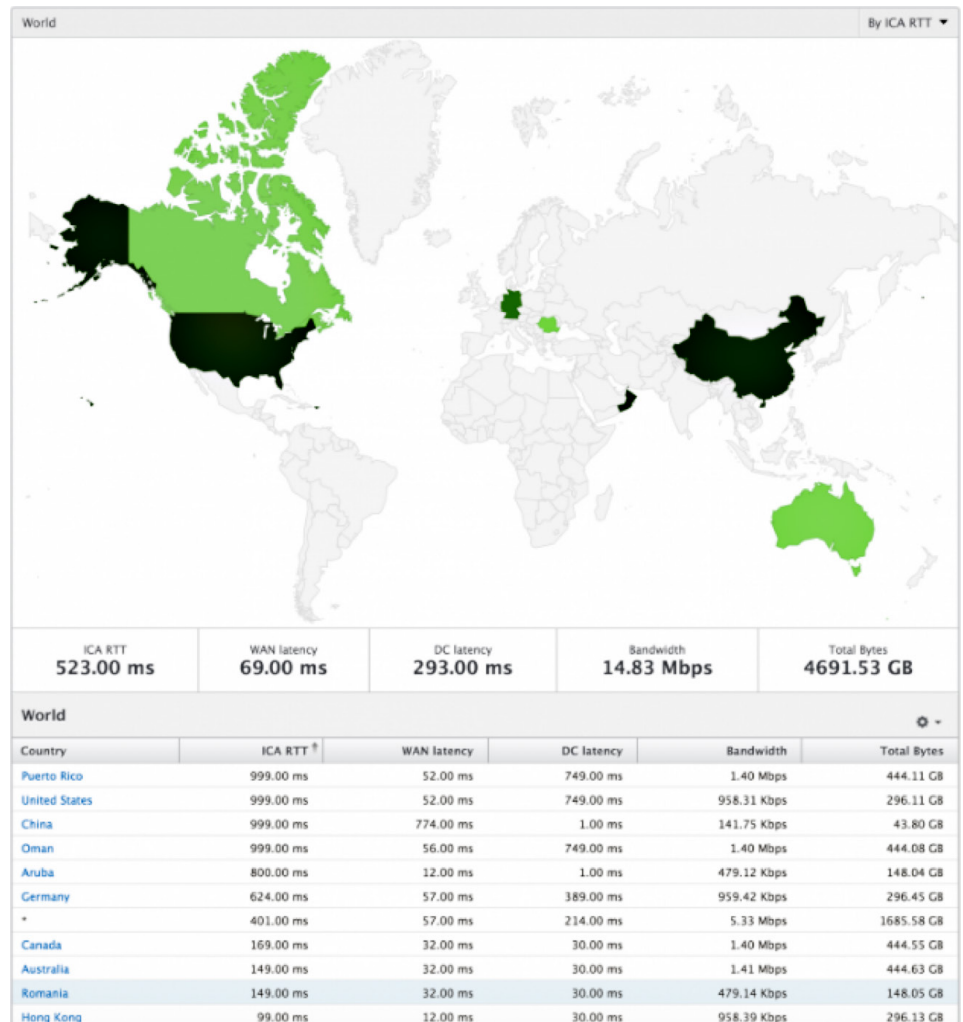 World By ICA RTT
ICA RTT WAN latency DC latency Bandwidth Total Bytes
523.00 ms 69.00 ms 293.00 ms 14.83 Mbps 4691.53 GB
World
Country ICA RTT WAN latency DC latency Bandwidth Total Bytes
Puerto Rico 999.00 ms 52.00 ms 749.00 ms 1.40 Mbps 444.11 GB
United States 999.00 ms 52.00 ms 749.00 ms 958.31 Kbps 296.11 GB
China 999.00 ms 774.00 ms 1.00 ms 141.75 Kbps 43.80 GB
Oman 999.00 ms 56.00 ms 749.00 ms 1.40 Mbps 444.08 GB
Aruba 800.00 ms 12.00 ms 1.00 ms 479.12 Kbps 148.04 GB
Germany 624.00 ms 57.00 ms 389.00 ms 959.42 Kbps 296.45 GB
* 401.00 ms 57.00 ms 214.00 ms 5.33 Mbps 1685.58 GB
Canada 169.00 ms 32.00 ms 30.00 ms 1.40 Mbps 444.55 GB
Australia 149.00 ms 32.00 ms 30.00 ms 1.41 Mbps 444.63 GB
Romania 149.00 ms 32.00 ms 30.00 ms 479.14 Kbps 148.05 GB
Hong Kong 99.00 ms 12.00 ms 30.00 ms 958.39 Kbps 296.13 GB